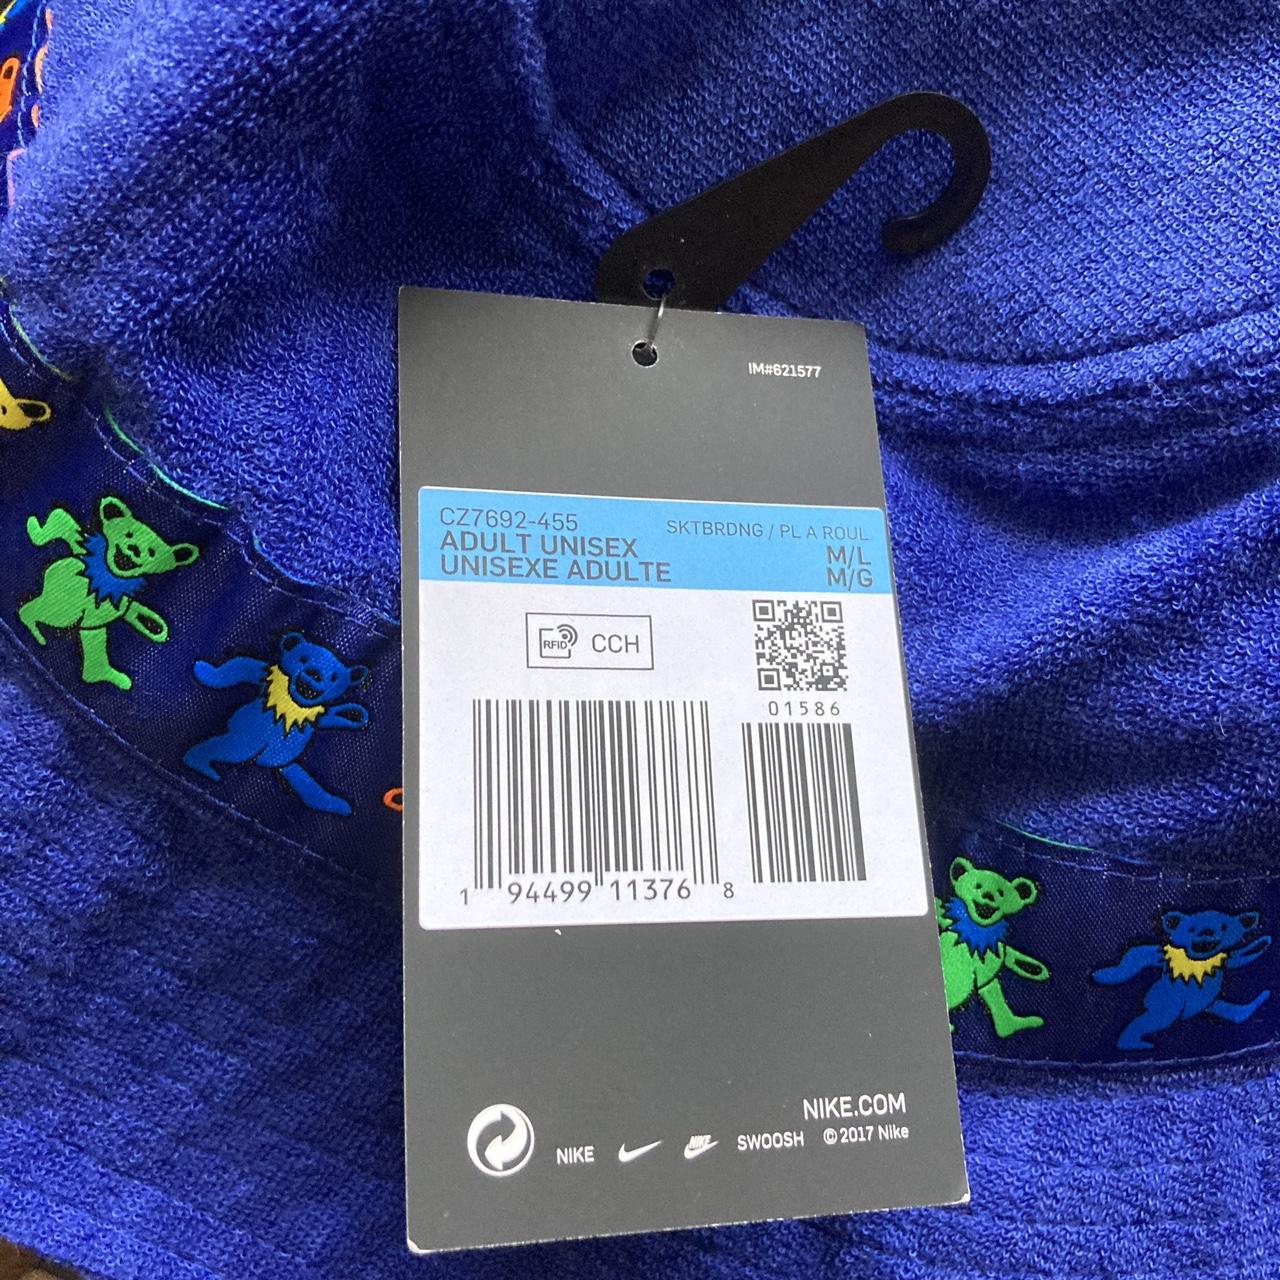 IM#621577
CZ7692-455
SKTBRDNG / PL A ROUL
ADULT UNISEX M/L
UNISEXE ADULTE M/G
RFID CCH
01586
1 94499 11376 8
NIKE.COM
NIKE NIKE SWOOSH © 2017 Nike